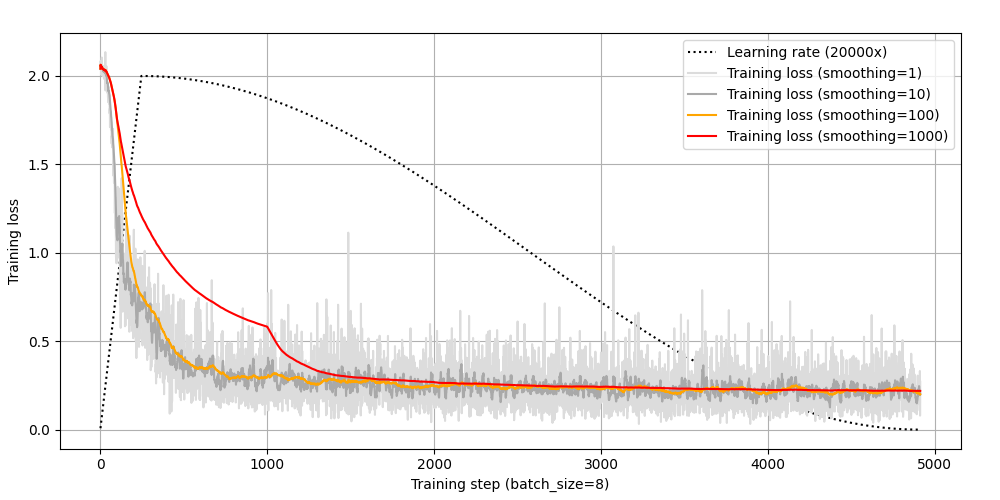 Learning rate (20000x)
Training loss (smoothing=1)
Training loss (smoothing=10)
Training loss (smoothing=100)
Training loss (smoothing=1000)
Training loss
2.0
1.5
1.0
0.5
0.0
0 1000 2000 3000 4000 5000
Training step (batch_size=8)